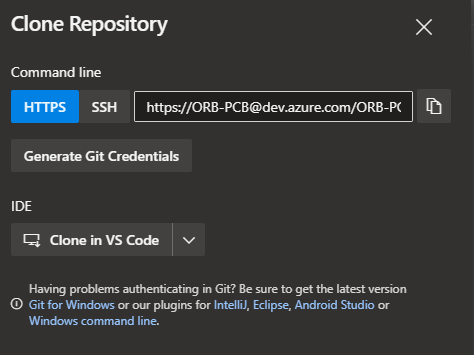 Clone Repository
Command line
HTTPS SSH https://ORB-PCB@dev.azure.com/ORB-PC
Generate Git Credentials
IDE
Clone in VS Code
Having problems authenticating in Git? Be sure to get the latest version
Git for Windows or our plugins for IntelliJ, Eclipse, Android Studio or
Windows command line.